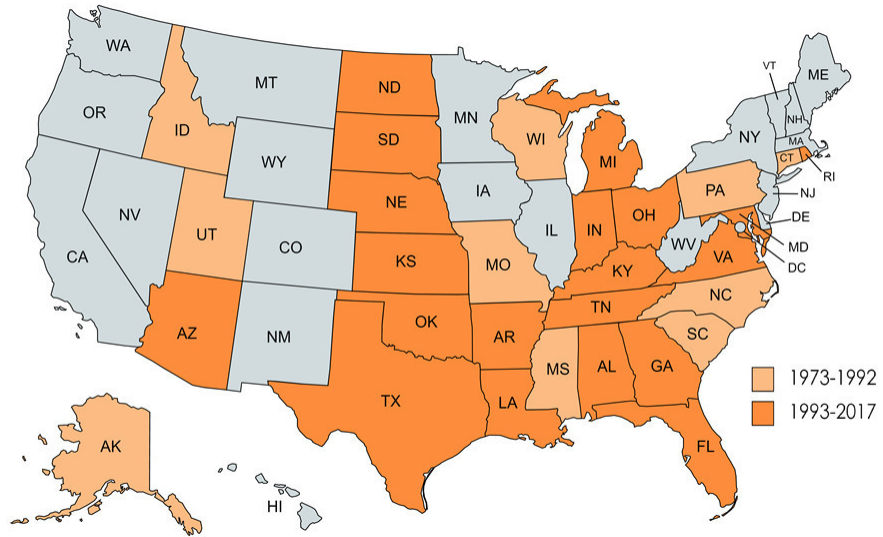 WA
OR
CA
NV
ID
MT
WY
UT
CO
AZ
NM
ND
SD
NE
KS
OK
TX
MN
IA
MO
AR
LA
WI
IL
MS
MI
IN
OH
KY
TN
AL
GA
FL
SC
NC
VA
WV
PA
NY
VT
NH
ME
MA
CT
RI
NJ
DE
MD
DC
AK
HI
1973-1992
1993-2017